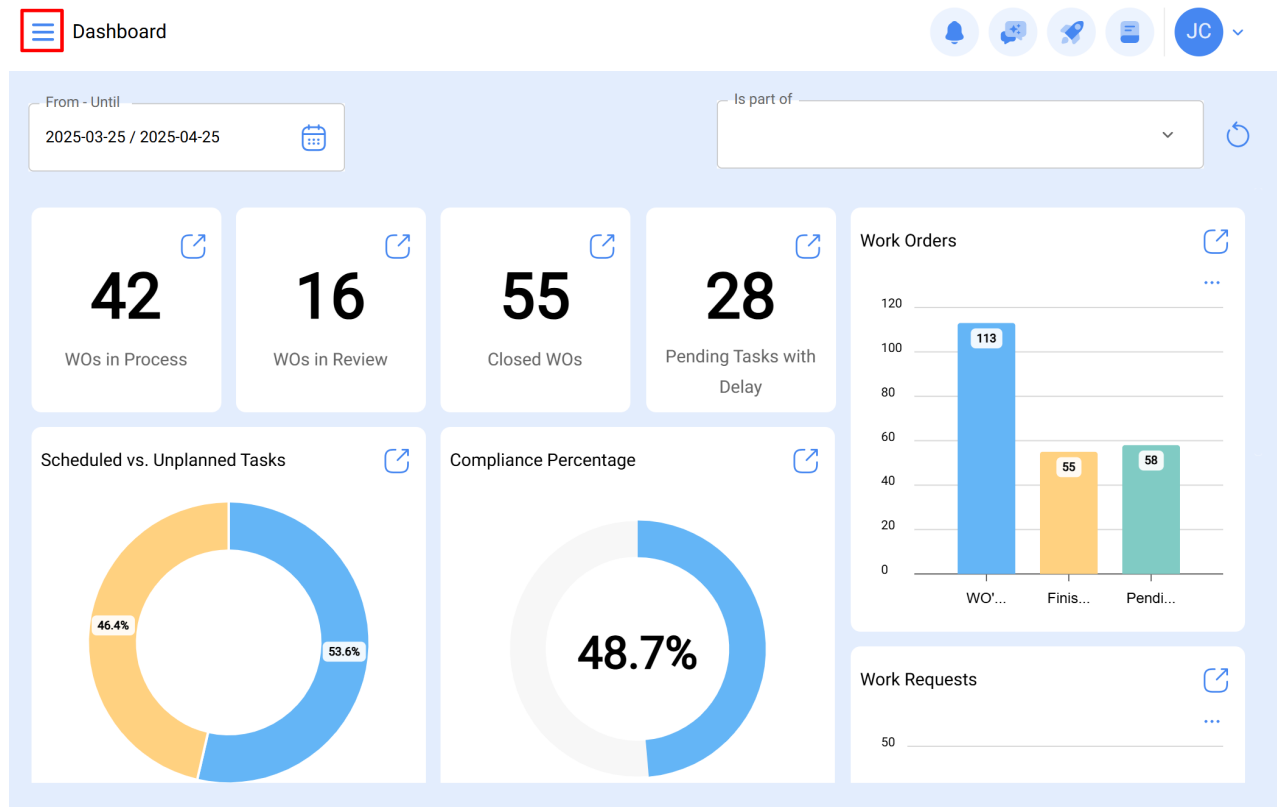 Dashboard
JC
From - Until
2025-03-25 / 2025-04-25
Is part of
42
WOs in Process
16
WOs in Review
55
Closed WOs
28
Pending Tasks with
Delay
Work Orders
120
100
80
60
40
20
0
113
55
58
WO'...
Finis...
Pendi...
Scheduled vs. Unplanned Tasks
46.4%
53.6%
Compliance Percentage
48.7%
Work Requests
50